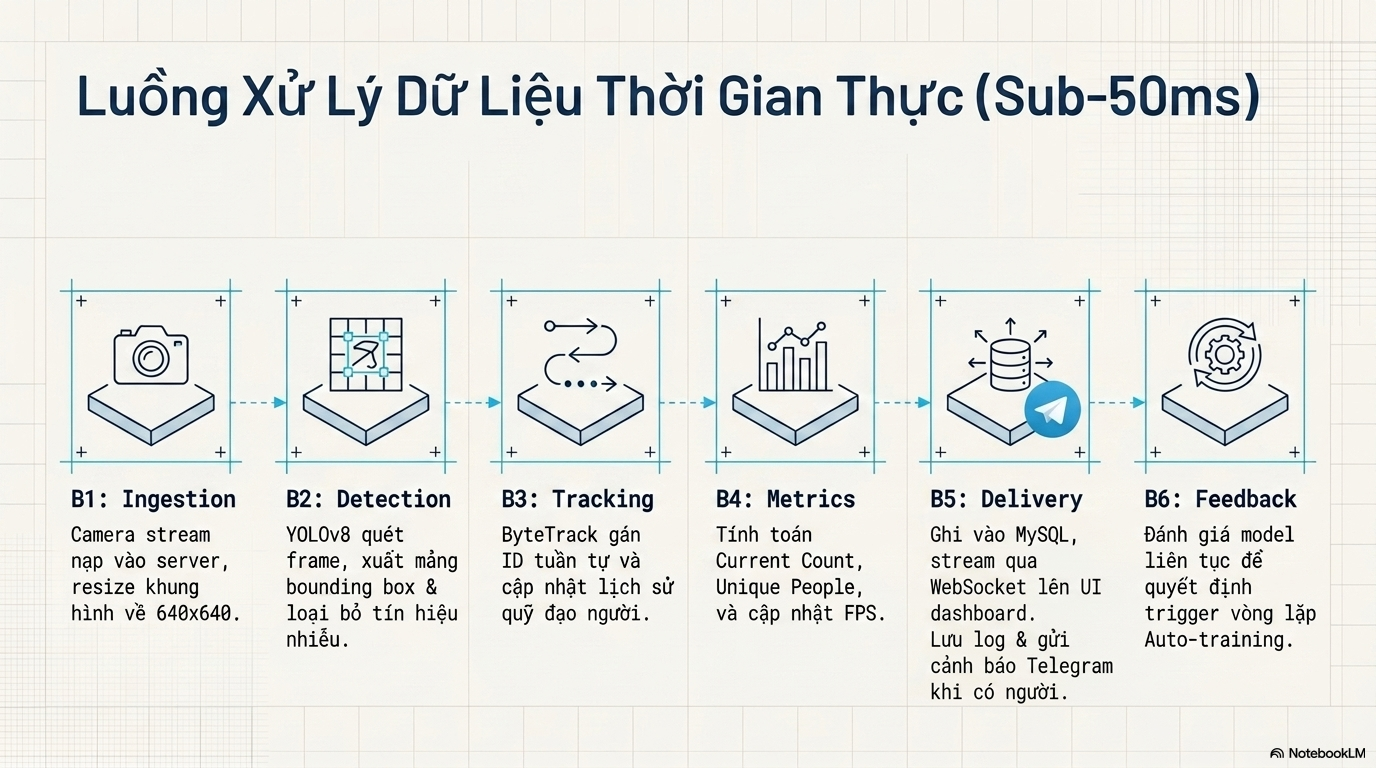 Luồng Xử Lý Dữ Liệu Thời Gian Thực (Sub-50ms)
B1: Ingestion
Camera stream
nạp vào server,
resize khung
hình về 640x640.
B2: Detection
YOLOv8 quét
frame, xuất mảng
bounding box &
loại bỏ tín hiệu
nhiễu.
B3: Tracking
ByteTrack gán
ID tuần tự và
cập nhật lịch sử
quỹ đạo người.
B4: Metrics
Tính toán
Current Count,
Unique People,
và cập nhật FPS.
B5: Delivery
Ghi vào MySQL,
stream qua
WebSocket lên UI
dashboard.
Lưu log & gửi
cảnh báo Telegram
khi có người.
B6: Feedback
Đánh giá model
liên tục để
quyết định
trigger vòng lặp
Auto-training.
NotebookLM